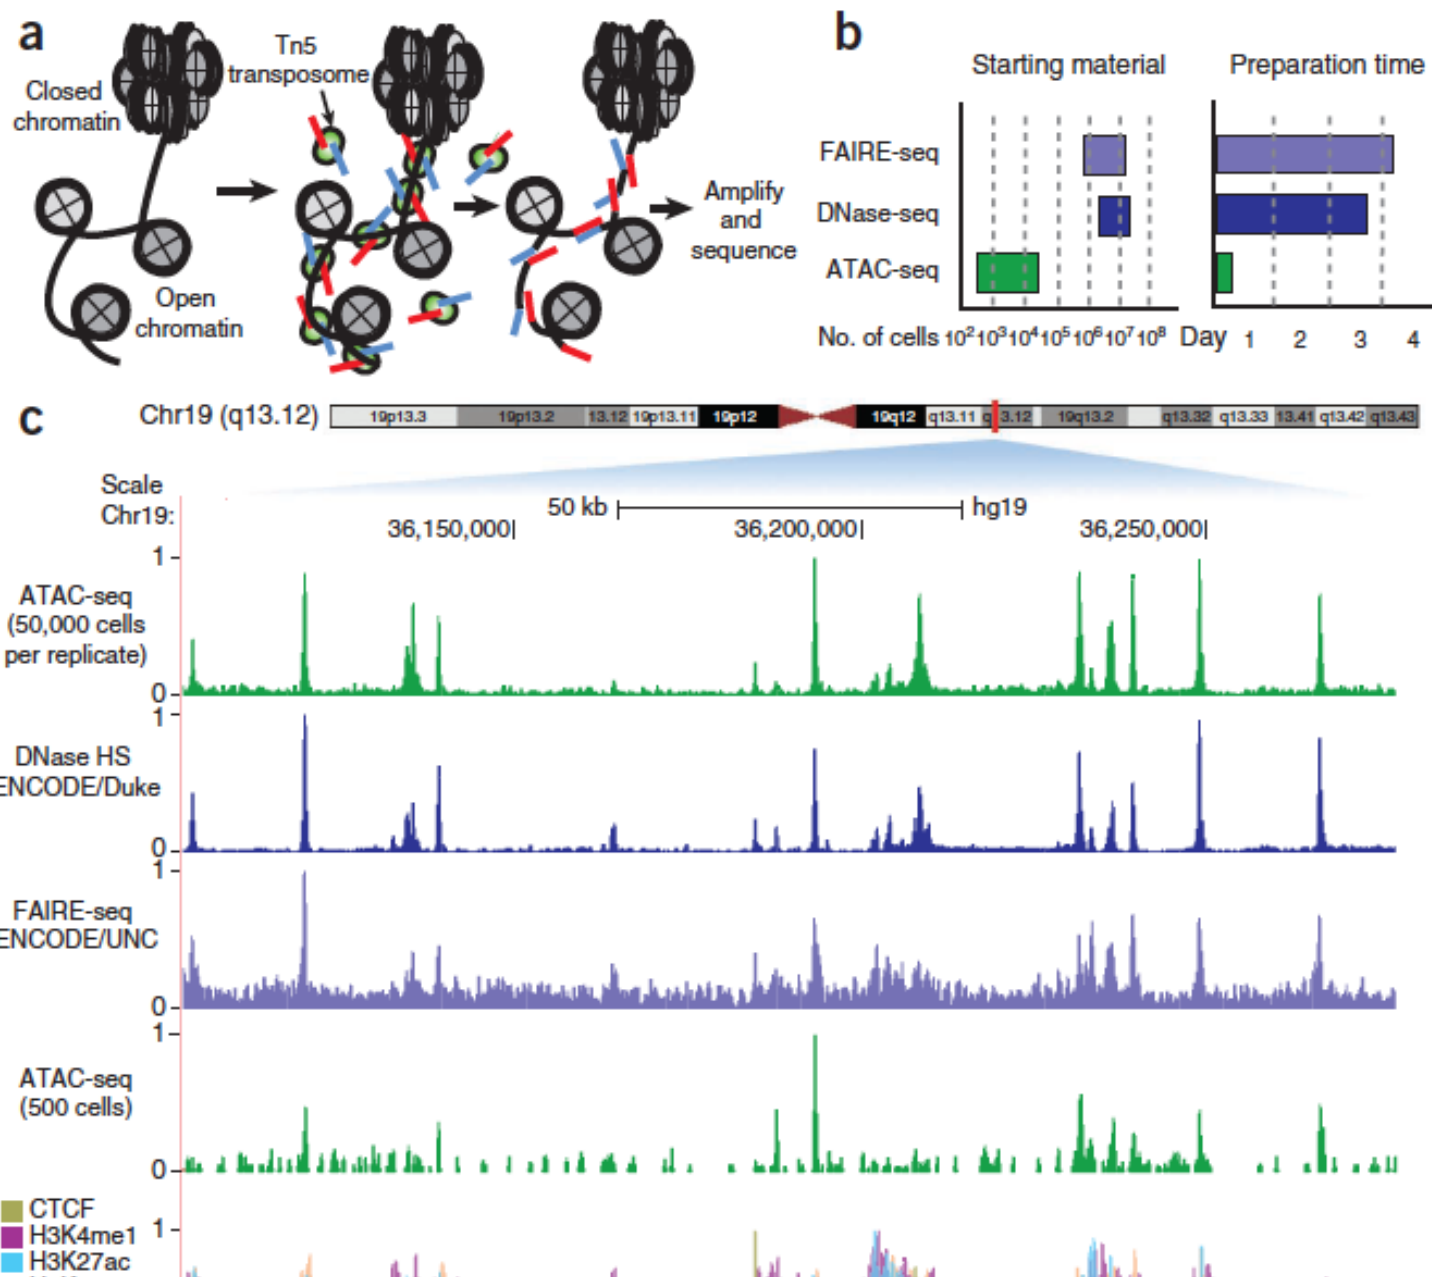 a
Tn5
transposome
Closed
chromatin
Open
chromatin
Amplify
and
sequence
b
Starting material
Preparation time
FAIRE-seq
DNase-seq
ATAC-seq
No. of cells 10² 10³ 10⁴ 10⁵ 10⁶ 10⁷ 10⁸
Day 1 2 3 4
c
Chr19 (q13.12)
19p13.3 19p13.2 13.12 19p13.11 19p12 19q12 q13.11 q13.12 19q13.2 q13.32 q13.33 13.41 q13.42 q13.43
Scale
Chr19:
50 kb hg19
36,150,000 36,200,000 36,250,000
1
ATAC-seq
(50,000 cells
per replicate)
0
1
DNase HS
ENCODE/Duke
0
1
FAIRE-seq
ENCODE/UNC
0
1
ATAC-seq
(500 cells)
0
CTCF
H3K4me1
H3K27ac
1